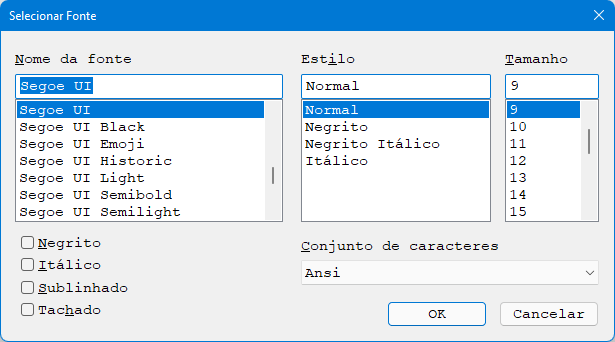 Selecionar Fonte
Nome da fonte
Estilo
Tamanho
Segoe UI
Normal
9
Segoe UI
Segoe UI Black
Segoe UI Emoji
Segoe UI Historic
Segoe UI Light
Segoe UI Semibold
Segoe UI Semilight
Normal
Negrito
Negrito Itálico
Itálico
9
10
11
12
13
14
15
Negrito
Itálico
Sublinhado
Tachado
Conjunto de caracteres
Ansi
OK
Cancelar